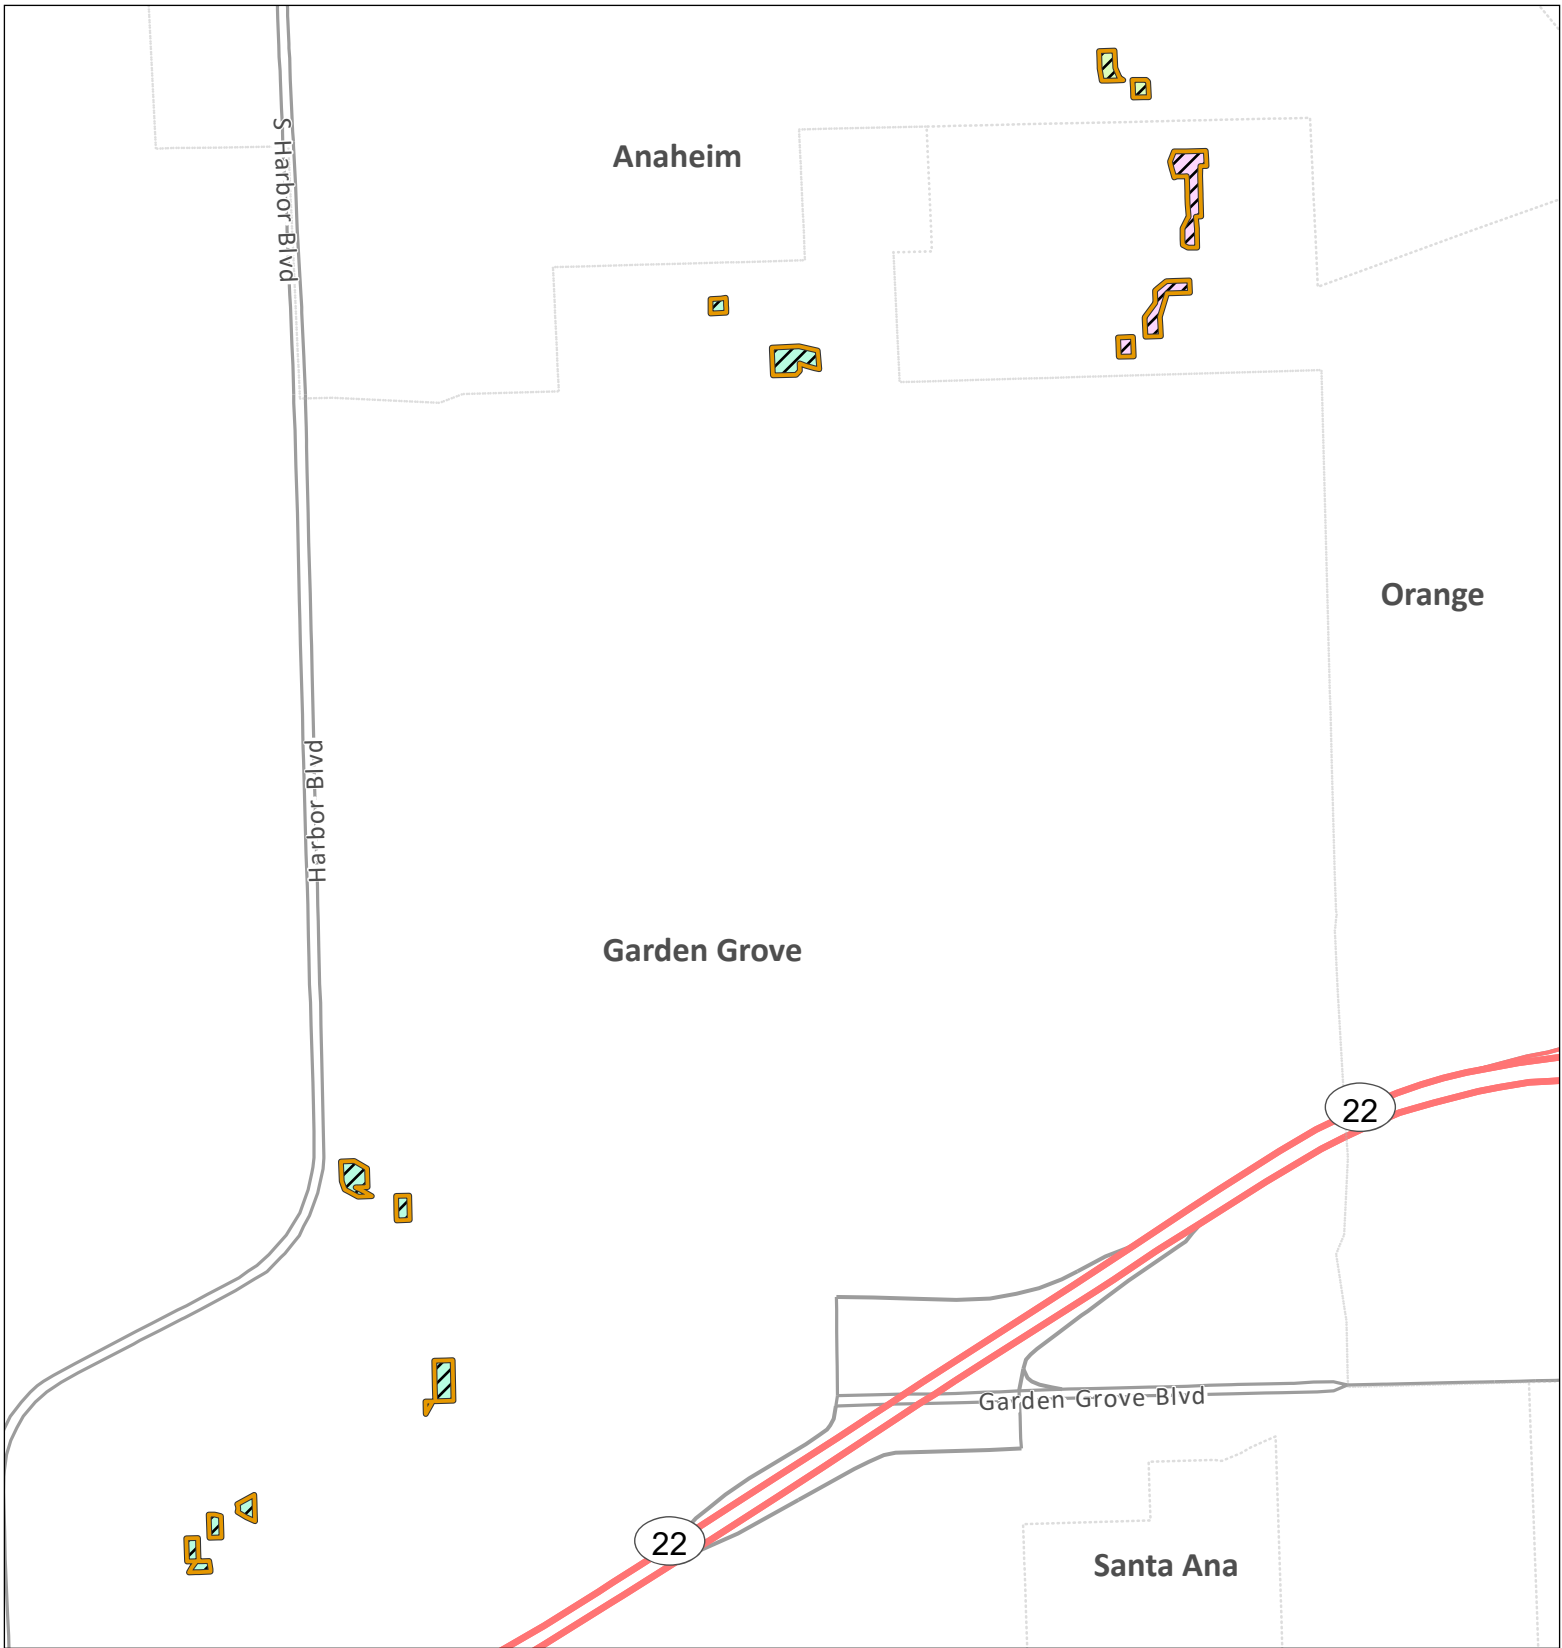 Anaheim
S Harbor Blvd
Orange
Harbor Blvd
Garden Grove
22
Garden Grove Blvd
22
Santa Ana